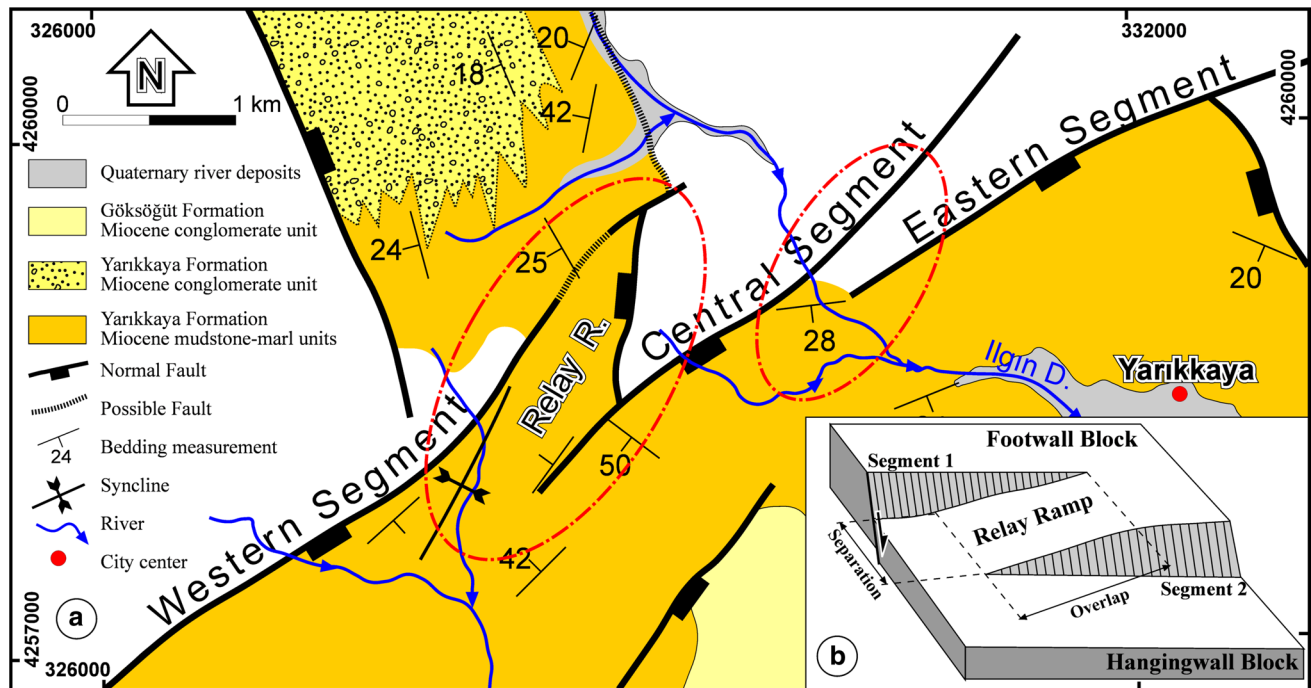 326000
332000
4260000
4260000
N
0
1 km
Quaternary river deposits
Göksöğüt Formation
Miocene conglomerate unit
Yarıkkaya Formation
Miocene conglomerate unit
Yarıkkaya Formation
Miocene mudstone-marl units
Normal Fault
Possible Fault
24
Bedding measurement
Syncline
River
City center
a
4257000
326000
20
18
42
24
25
Relay R.
Western Segment
Central Segment
Eastern Segment
28
20
50
42
Ilgın D.
Yarıkkaya
Footwall Block
Segment 1
Relay Ramp
Separation
Overlap
Segment 2
b
Hangingwall Block